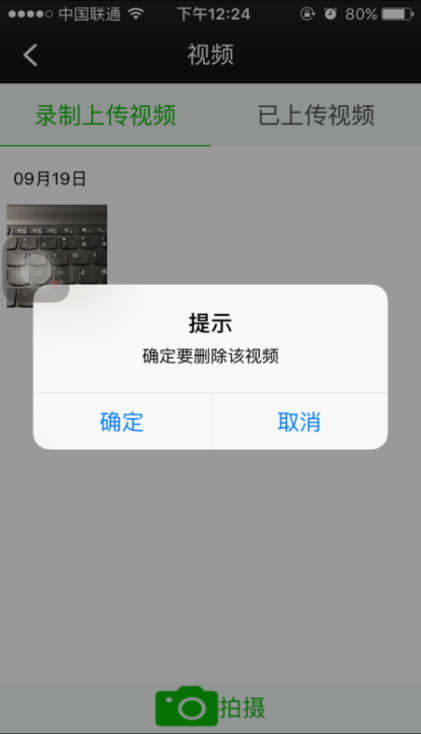 中国联通 下午12:24 80%
视频
录制上传视频 已上传视频
09月19日
提示
确定要删除该视频
确定 取消
拍摄